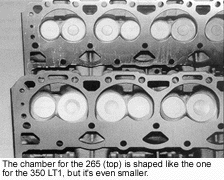 The chamber for the 265 (top) is shaped like the one
for the 350 LT1, but it's even smaller.